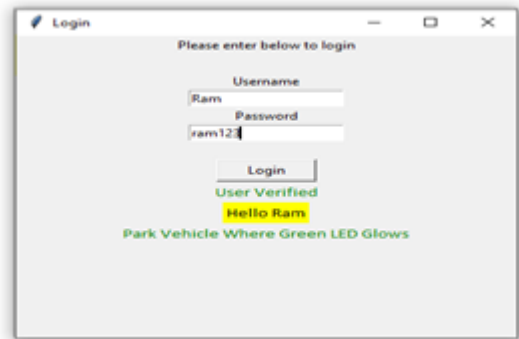 Login
Please enter below to login
Username
Ram
Password
ram123
Login
User Verified
Hello Ram
Park Vehicle Where Green LED Glows